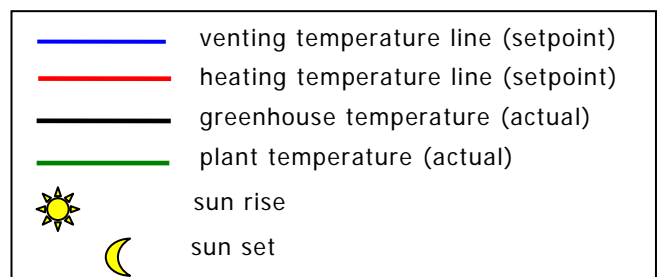 venting temperature line (setpoint)
heating temperature line (setpoint)
greenhouse temperature (actual)
plant temperature (actual)
sun rise
sun set